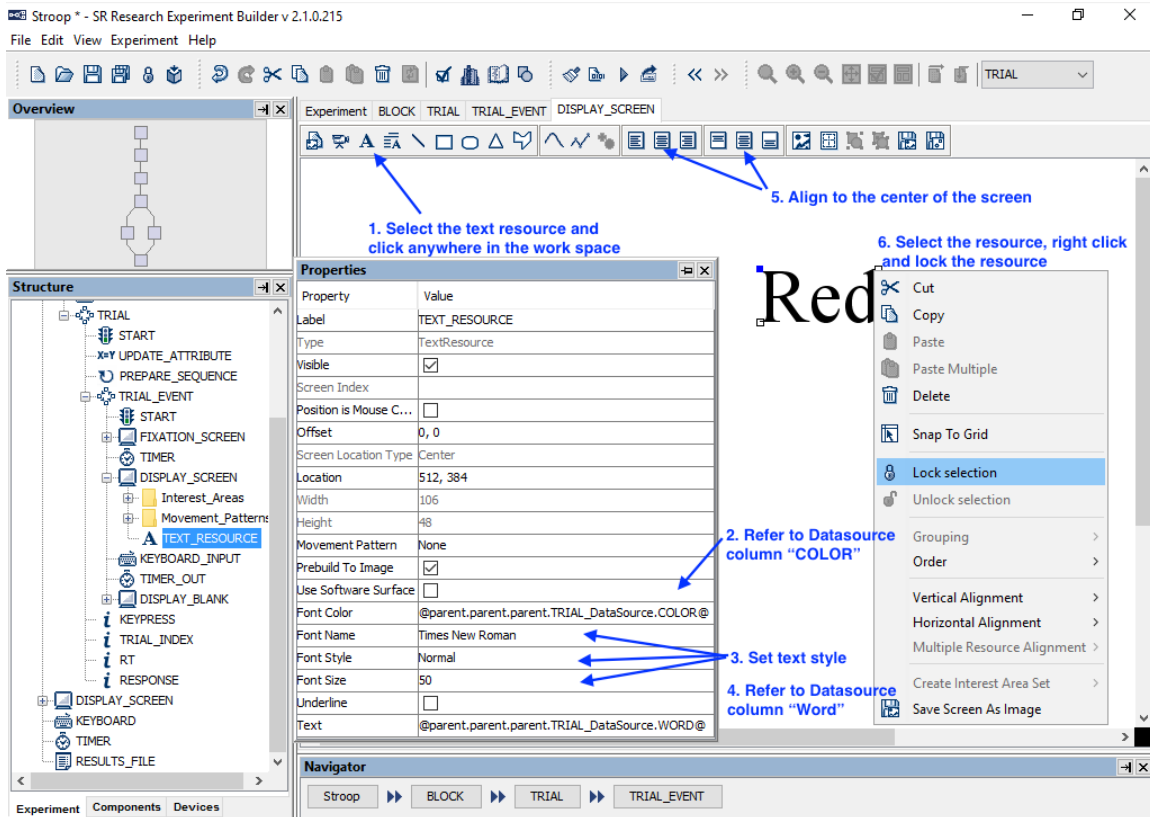 Stroop * - SR Research Experiment Builder v 2.1.0.215
File Edit View Experiment Help
TRIAL
Overview
Experiment BLOCK TRIAL TRIAL_EVENT DISPLAY_SCREEN
A A
5. Align to the center of the screen
1. Select the text resource and
click anywhere in the work space
6. Select the resource, right click
and lock the resource
Red
Structure
TRIAL
START
X=Y UPDATE_ATTRIBUTE
PREPARE_SEQUENCE
TRIAL_EVENT
START
FIXATION_SCREEN
TIMER
DISPLAY_SCREEN
Interest_Areas
Movement_Patterns
A TEXT_RESOURCE
KEYBOARD_INPUT
TIMER_OUT
DISPLAY_BLANK
i KEYPRESS
i TRIAL_INDEX
i RT
i RESPONSE
DISPLAY_SCREEN
KEYBOARD
TIMER
RESULTS_FILE
Experiment Components Devices
Properties
Property Value
Label TEXT_RESOURCE
Type TextResource
Visible
Screen Index
Position is Mouse C...
Offset 0, 0
Screen Location Type Center
Location 512, 384
Width 106
Height 48
Movement Pattern None
Prebuild To Image
Use Software Surface
Font Color @parent.parent.parent.TRIAL_DataSource.COLOR@
Font Name Times New Roman
Font Style Normal
Font Size 50
Underline
Text @parent.parent.parent.TRIAL_DataSource.WORD@
2. Refer to Datasource
column “COLOR”
3. Set text style
4. Refer to Datasource
column “Word”
Cut
Copy
Paste
Paste Multiple
Delete
Snap To Grid
Lock selection
Unlock selection
Grouping
Order
Vertical Alignment
Horizontal Alignment
Multiple Resource Alignment
Create Interest Area Set
Save Screen As Image
Navigator
Stroop BLOCK TRIAL TRIAL_EVENT